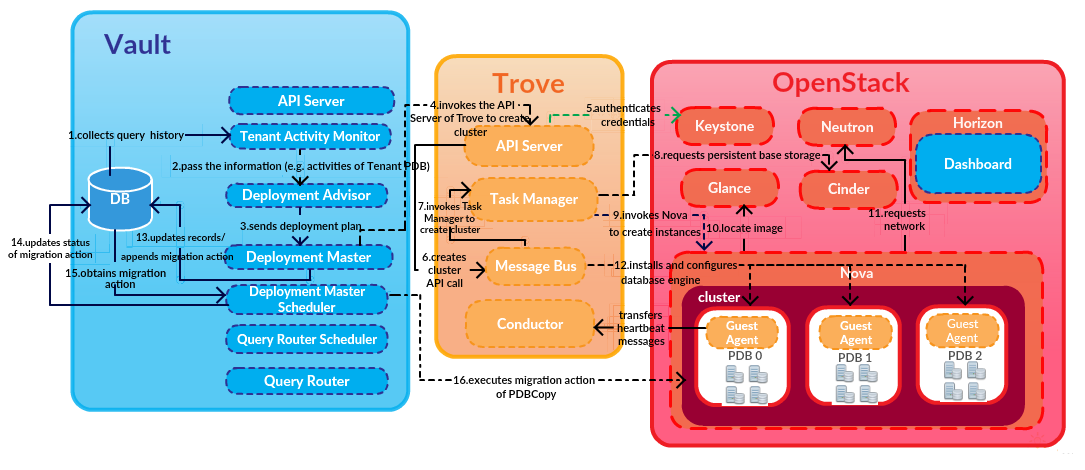 Vault
API Server
1.collects query history
Tenant Activity Monitor
2.pass the information (e.g. activities of Tenant PDB)
DB
Deployment Advisor
3.sends deployment plan
Deployment Master
13.updates records/
appends migration action
14.updates status
of migration action
15.obtains migration
action
Deployment Master
Scheduler
Query Router Scheduler
Query Router
Trove
4.invokes the API
Server of Trove to create
cluster
API Server
5.authenticates
credentials
Task Manager
7.invokes Task
Manager to
create cluster
6.creates
cluster
API call
Message Bus
Conductor
transfers
heartbeat
messages
16.executes migration action
of PDBCopy
OpenStack
Keystone
Neutron
Horizon
Dashboard
8.requests persistent base storage
Glance
Cinder
9.invokes Nova
to create instances
10.locate image
11.requests
network
12.installs and configures
database engine
Nova
cluster
Guest
Agent
PDB 0
Guest
Agent
PDB 1
Guest
Agent
PDB 2